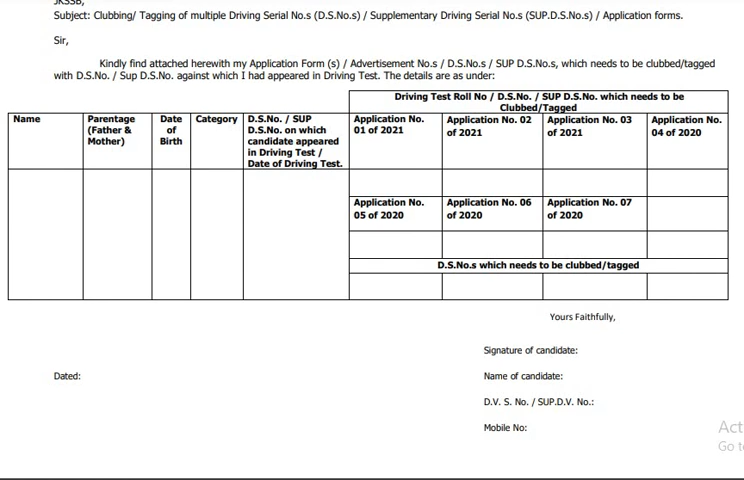 JKSSB,
Subject: Clubbing/ Tagging of multiple Driving Serial No.s (D.S.No.s) / Supplementary Driving Serial No.s (SUP.D.S.No.s) / Application forms.
Sir,
Kindly find attached herewith my Application Form (s) / Advertisement No.s / D.S.No.s / SUP D.S.No.s, which needs to be clubbed/tagged
with D.S.No. / Sup D.S.No. against which I had appeared in Driving Test. The details are as under:
Driving Test Roll No / D.S.No. / SUP D.S.No. which needs to be
Clubbed/Tagged
Name
Parentage
(Father &
Mother)
Date
of
Birth
Category
D.S.No. / SUP
D.S.No. on which
candidate appeared
in Driving Test /
Date of Driving Test.
Application No.
01 of 2021
Application No. 02
of 2021
Application No. 03
of 2021
Application No.
04 of 2020
Application No.
05 of 2020
Application No. 06
of 2020
Application No. 07
of 2020
D.S.No.s which needs to be clubbed/tagged
Yours Faithfully,
Signature of candidate:
Dated:
Name of candidate:
D.V. S. No. / SUP.D.V. No.:
Mobile No:
Act
Go t